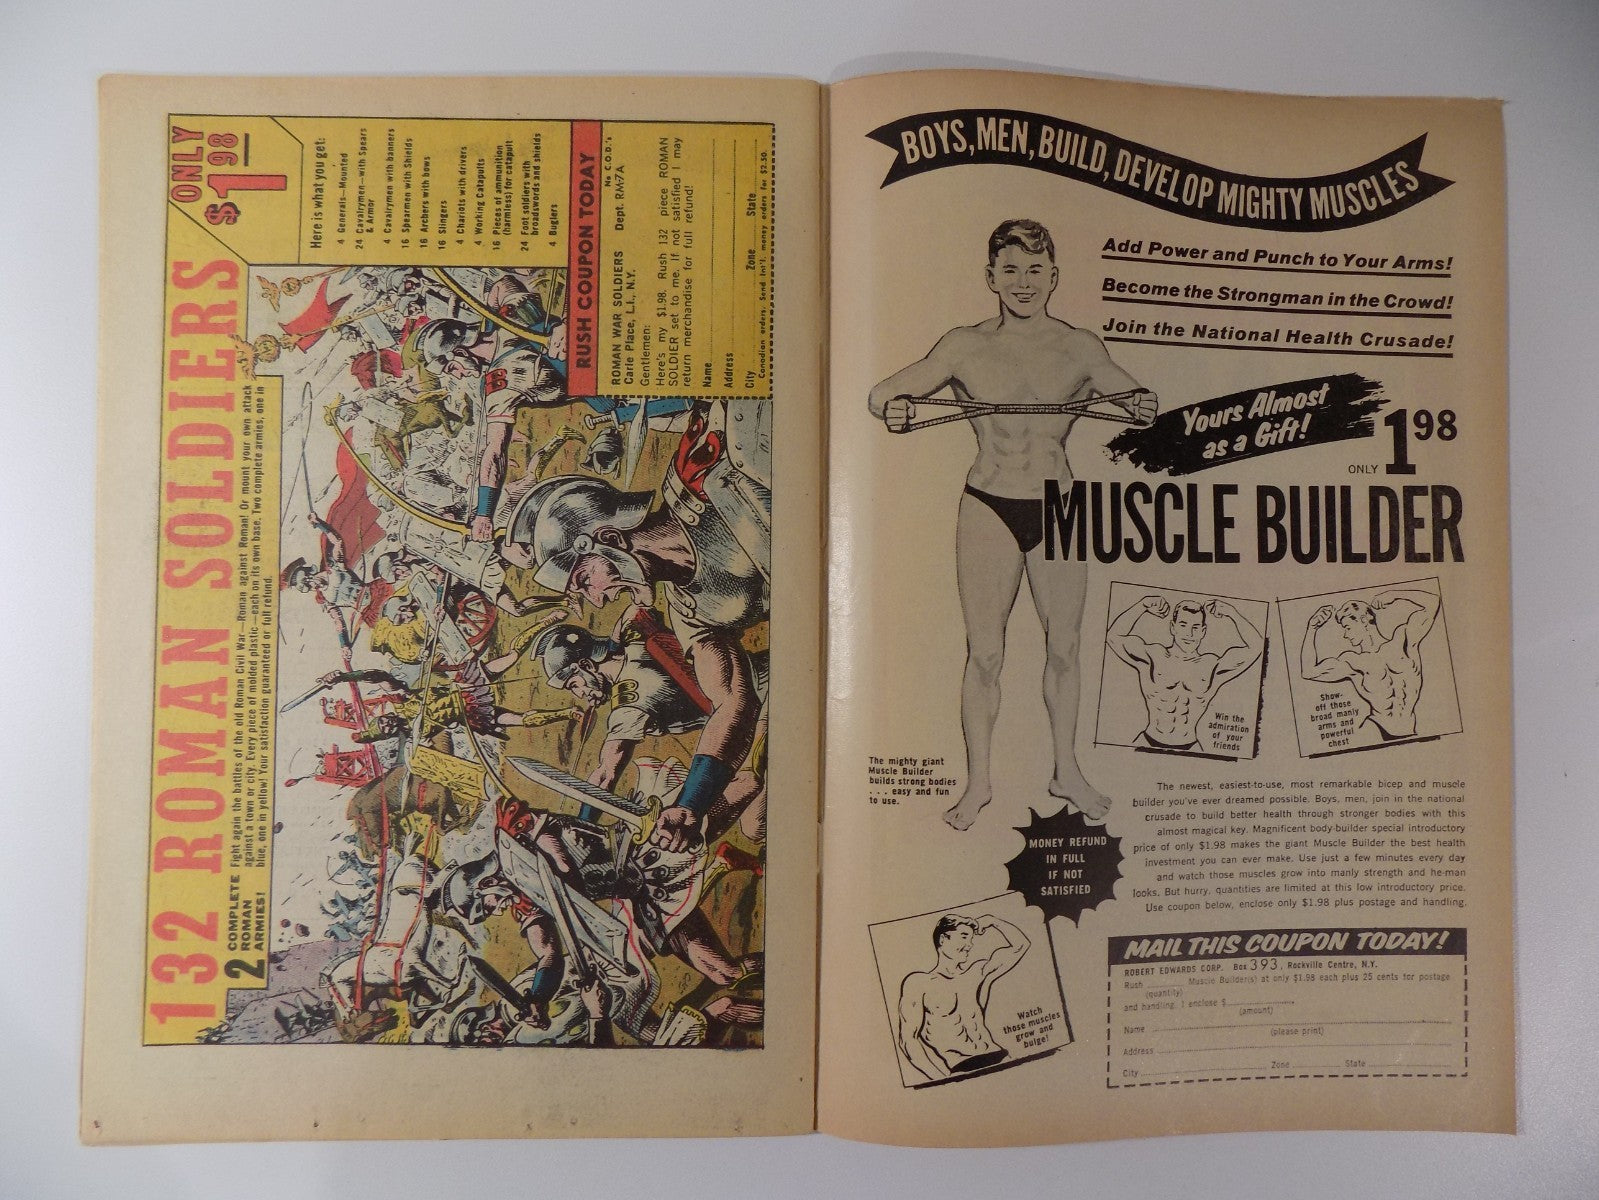 132 ROMAN SOLDIERS
ONLY
$1.98
2 COMPLETE
ROMAN
ARMIES!
Fight again the battles of the old Roman Civil War—Roman against Roman! Or mount your own attack
against a town or city. Every piece of molded plastic—each on its own base. Two complete armies, one in
blue, one in yellow! Your satisfaction guaranteed or full refund.
Here is what you get:
4 Generals—Mounted
24 Cavalrymen—with Spears
& Armor
4 Cavalrymen with banners
16 Spearmen with Shields
16 Archers with bows
16 Slingers
4 Chariots with drivers
4 Working Catapults
16 Pieces of ammunition
(harmless) for catapult
24 Foot soldiers with
broadswords and shields
4 Buglers
RUSH COUPON TODAY
No C.O.D.'s
ROMAN WAR SOLDIERS Dept. RM-7A
Carle Place, L.I., N.Y.
Gentlemen:
Here's my $1.98. Rush 132 piece ROMAN
SOLDIER set to me. If not satisfied I may
return merchandise for full refund!
Name
Address
City Zone State
Canadian orders, Send Int'l. money orders for $2.50.
BOYS, MEN, BUILD, DEVELOP MIGHTY MUSCLES
Add Power and Punch to Your Arms!
Become the Strongman in the Crowd!
Join the National Health Crusade!
Yours Almost
as a Gift!
ONLY 1 98
MUSCLE BUILDER
Win the
admiration
of your
friends
Show-
off those
broad manly
arms and
powerful
chest
The mighty giant
Muscle Builder
builds strong bodies
. . . easy and fun
to use.
MONEY REFUND
IN FULL
IF NOT
SATISFIED
The newest, easiest-to-use, most remarkable bicep and muscle
builder you've ever dreamed possible. Boys, men, join in the national
crusade to build better health through stronger bodies with this
almost magical key. Magnificent body-builder special introductory
price of only $1.98 makes the giant Muscle Builder the best health
investment you can ever make. Use just a few minutes every day
and watch those muscles grow into manly strength and he-man
looks. But hurry, quantities are limited at this low introductory price.
Use coupon below, enclose only $1.98 plus postage and handling.
Watch
those muscles
grow and
bulge!
MAIL THIS COUPON TODAY!
ROBERT EDWARDS CORP. Box 393, Rockville Centre, N.Y.
Rush Muscle Builder(s) at only $1.98 each plus 25 cents for postage
(quantity)
and handling. I enclose $
(amount)
Name
(please print)
Address
City Zone State